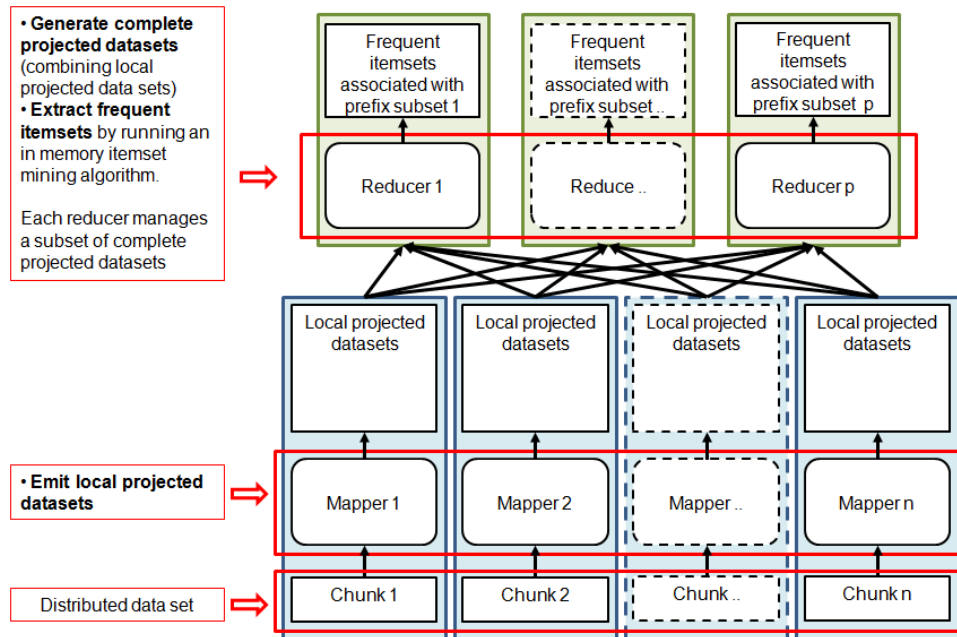 • Generate complete
projected datasets
(combining local
projected data sets)
• Extract frequent
itemsets by running an
in memory itemset
mining algorithm.
Each reducer manages
a subset of complete
projected datasets
Frequent
itemsets
associated with
prefix subset 1
Frequent
itemsets
associated with
prefix subset ..
Frequent
itemsets
associated with
prefix subset p
Reducer 1
Reduce ..
Reducer p
Local projected
datasets
Local projected
datasets
Local projected
datasets
Local projected
datasets
• Emit local projected
datasets
Mapper 1
Mapper 2
Mapper ..
Mapper n
Distributed data set
Chunk 1
Chunk 2
Chunk ..
Chunk n